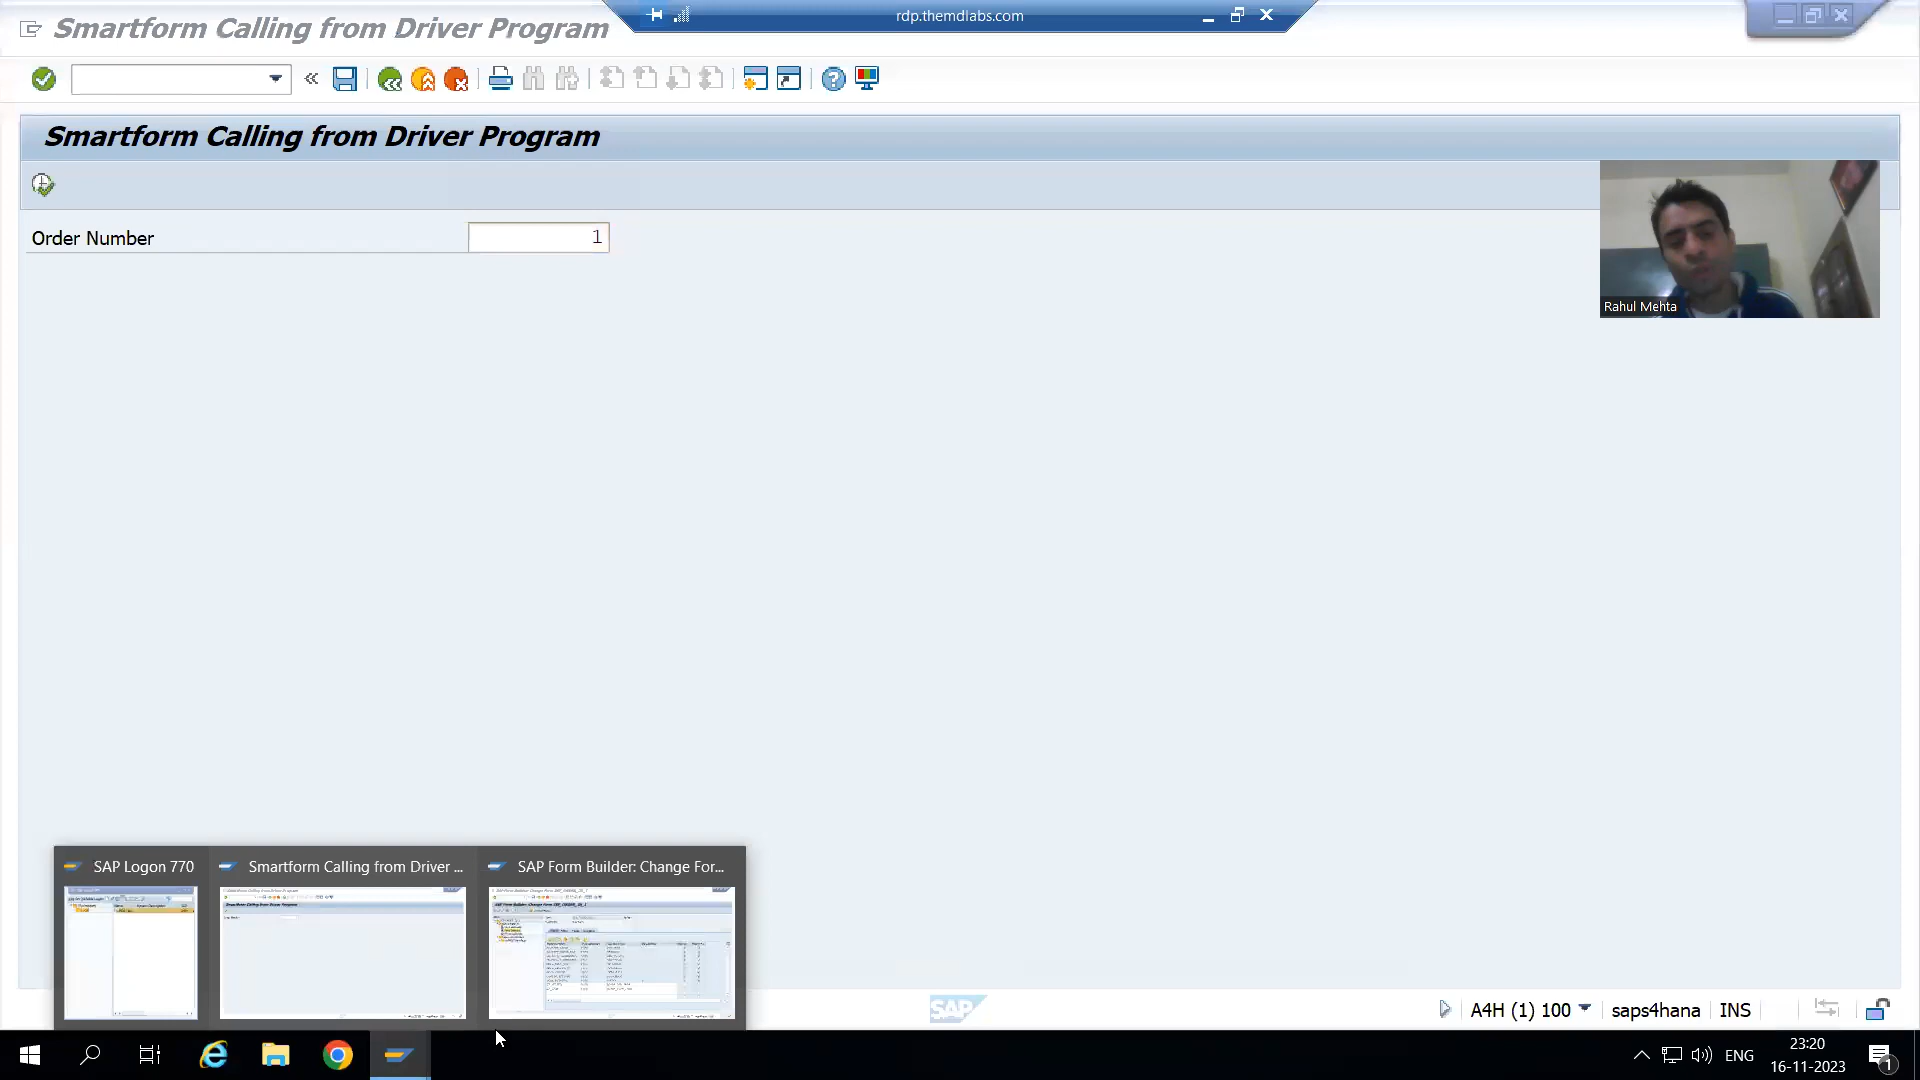 Smartform Calling from Driver Program
rdp.themdlabs.com
Smartform Calling from Driver Program
Order Number
1
Rahul Mehta
SAP Logon 770
Smartform Calling from Driver ...
SAP Form Builder: Change For...
SAP
A4H (1) 100
saps4hana
INS
ENG
23:20
16-11-2023
1